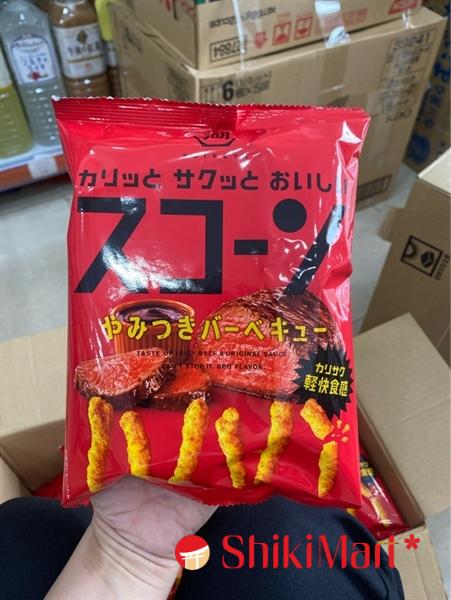 湖
カリッと サクッと おいしい
スコーン
やみつきバーベキュー
TASTE OF JUICY BEEF & ORIGINAL SAUCE
CAN'T STOP IT. BBQ FLAVOR
カリサク
軽快食感
ShikiMart*